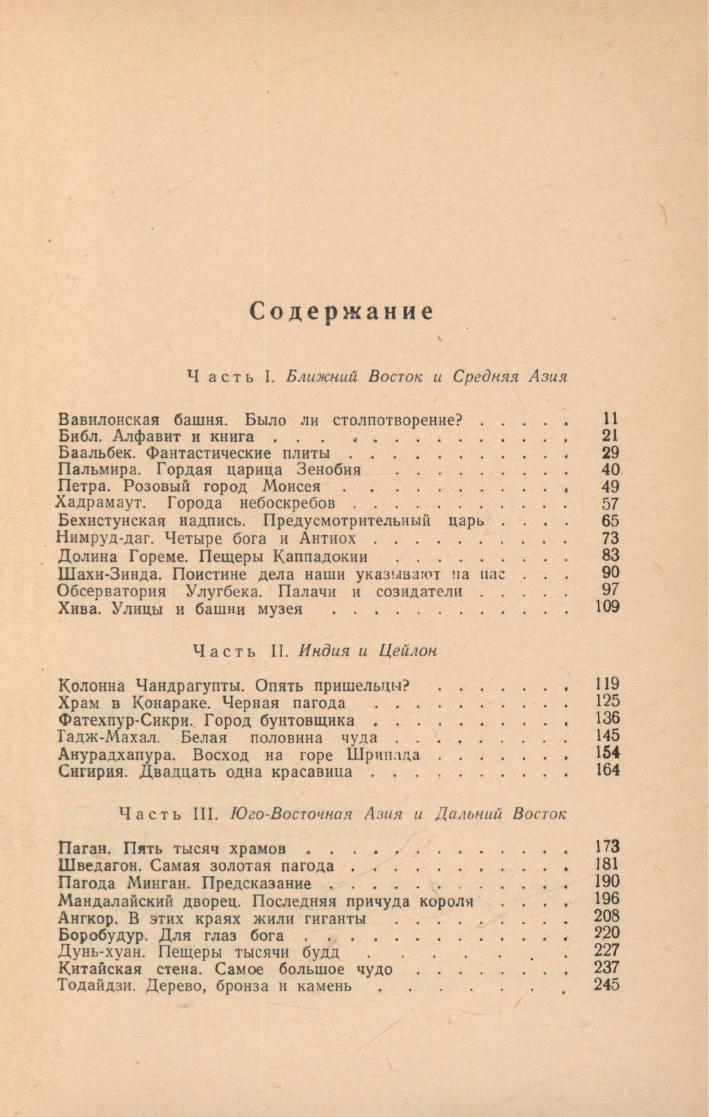 Содержание
Часть I. Ближний Восток и Средняя Азия
Вавилонская башня. Было ли столпотворение? . . . . . 11
Библ. Алфавит и книга . . . . . . . . . . . . 21
Баальбек. Фантастические плиты . . . . . . . . . 29
Пальмира. Гордая царица Зенобия . . . . . . . . 40
Петра. Розовый город Моисея . . . . . . . . . . 49
Хадрамаут. Города небоскребов . . . . . . . . . 57
Бехистунская надпись. Предусмотрительный царь . . . . 65
Нимруд-даг. Четыре бога и Антиох . . . . . . . . . 73
Долина Гореме. Пещеры Каппадокии . . . . . . . . 83
Шахи-Зинда. Поистине дела наши указывают на нас . . . 90
Обсерватория Улугбека. Палачи и созидатели . . . . . 97
Хива. Улицы и башни музея . . . . . . . . . . 109
Часть II. Индия и Цейлон
Колонна Чандрагупты. Опять пришельцы? . . . . . . 119
Храм в Конараке. Черная пагода . . . . . . . . . 125
Фатехпур-Сикри. Город бунтовщика . . . . . . . . 136
Тадж-Махал. Белая половина чуда . . . . . . . . 145
Анурадхапура. Восход на горе Шрипада . . . . . . 154
Сигирия. Двадцать одна красавица . . . . . . . . 164
Часть III. Юго-Восточная Азия и Дальний Восток
Паган. Пять тысяч храмов . . . . . . . . . . . 173
Шведагон. Самая золотая пагода . . . . . . . . . 181
Пагода Минган. Предсказание . . . . . . . . . . 190
Мандалайский дворец. Последняя причуда короля . . . . 196
Ангкор. В этих краях жили гиганты . . . . . . . . 208
Боробудур. Для глаз бога . . . . . . . . . . . 220
Дунь-хуан. Пещеры тысячи будд . . . . . . . . . 227
Китайская стена. Самое большое чудо . . . . . . . 237
Тодайдзи. Дерево, бронза и камень . . . . . . . . 245